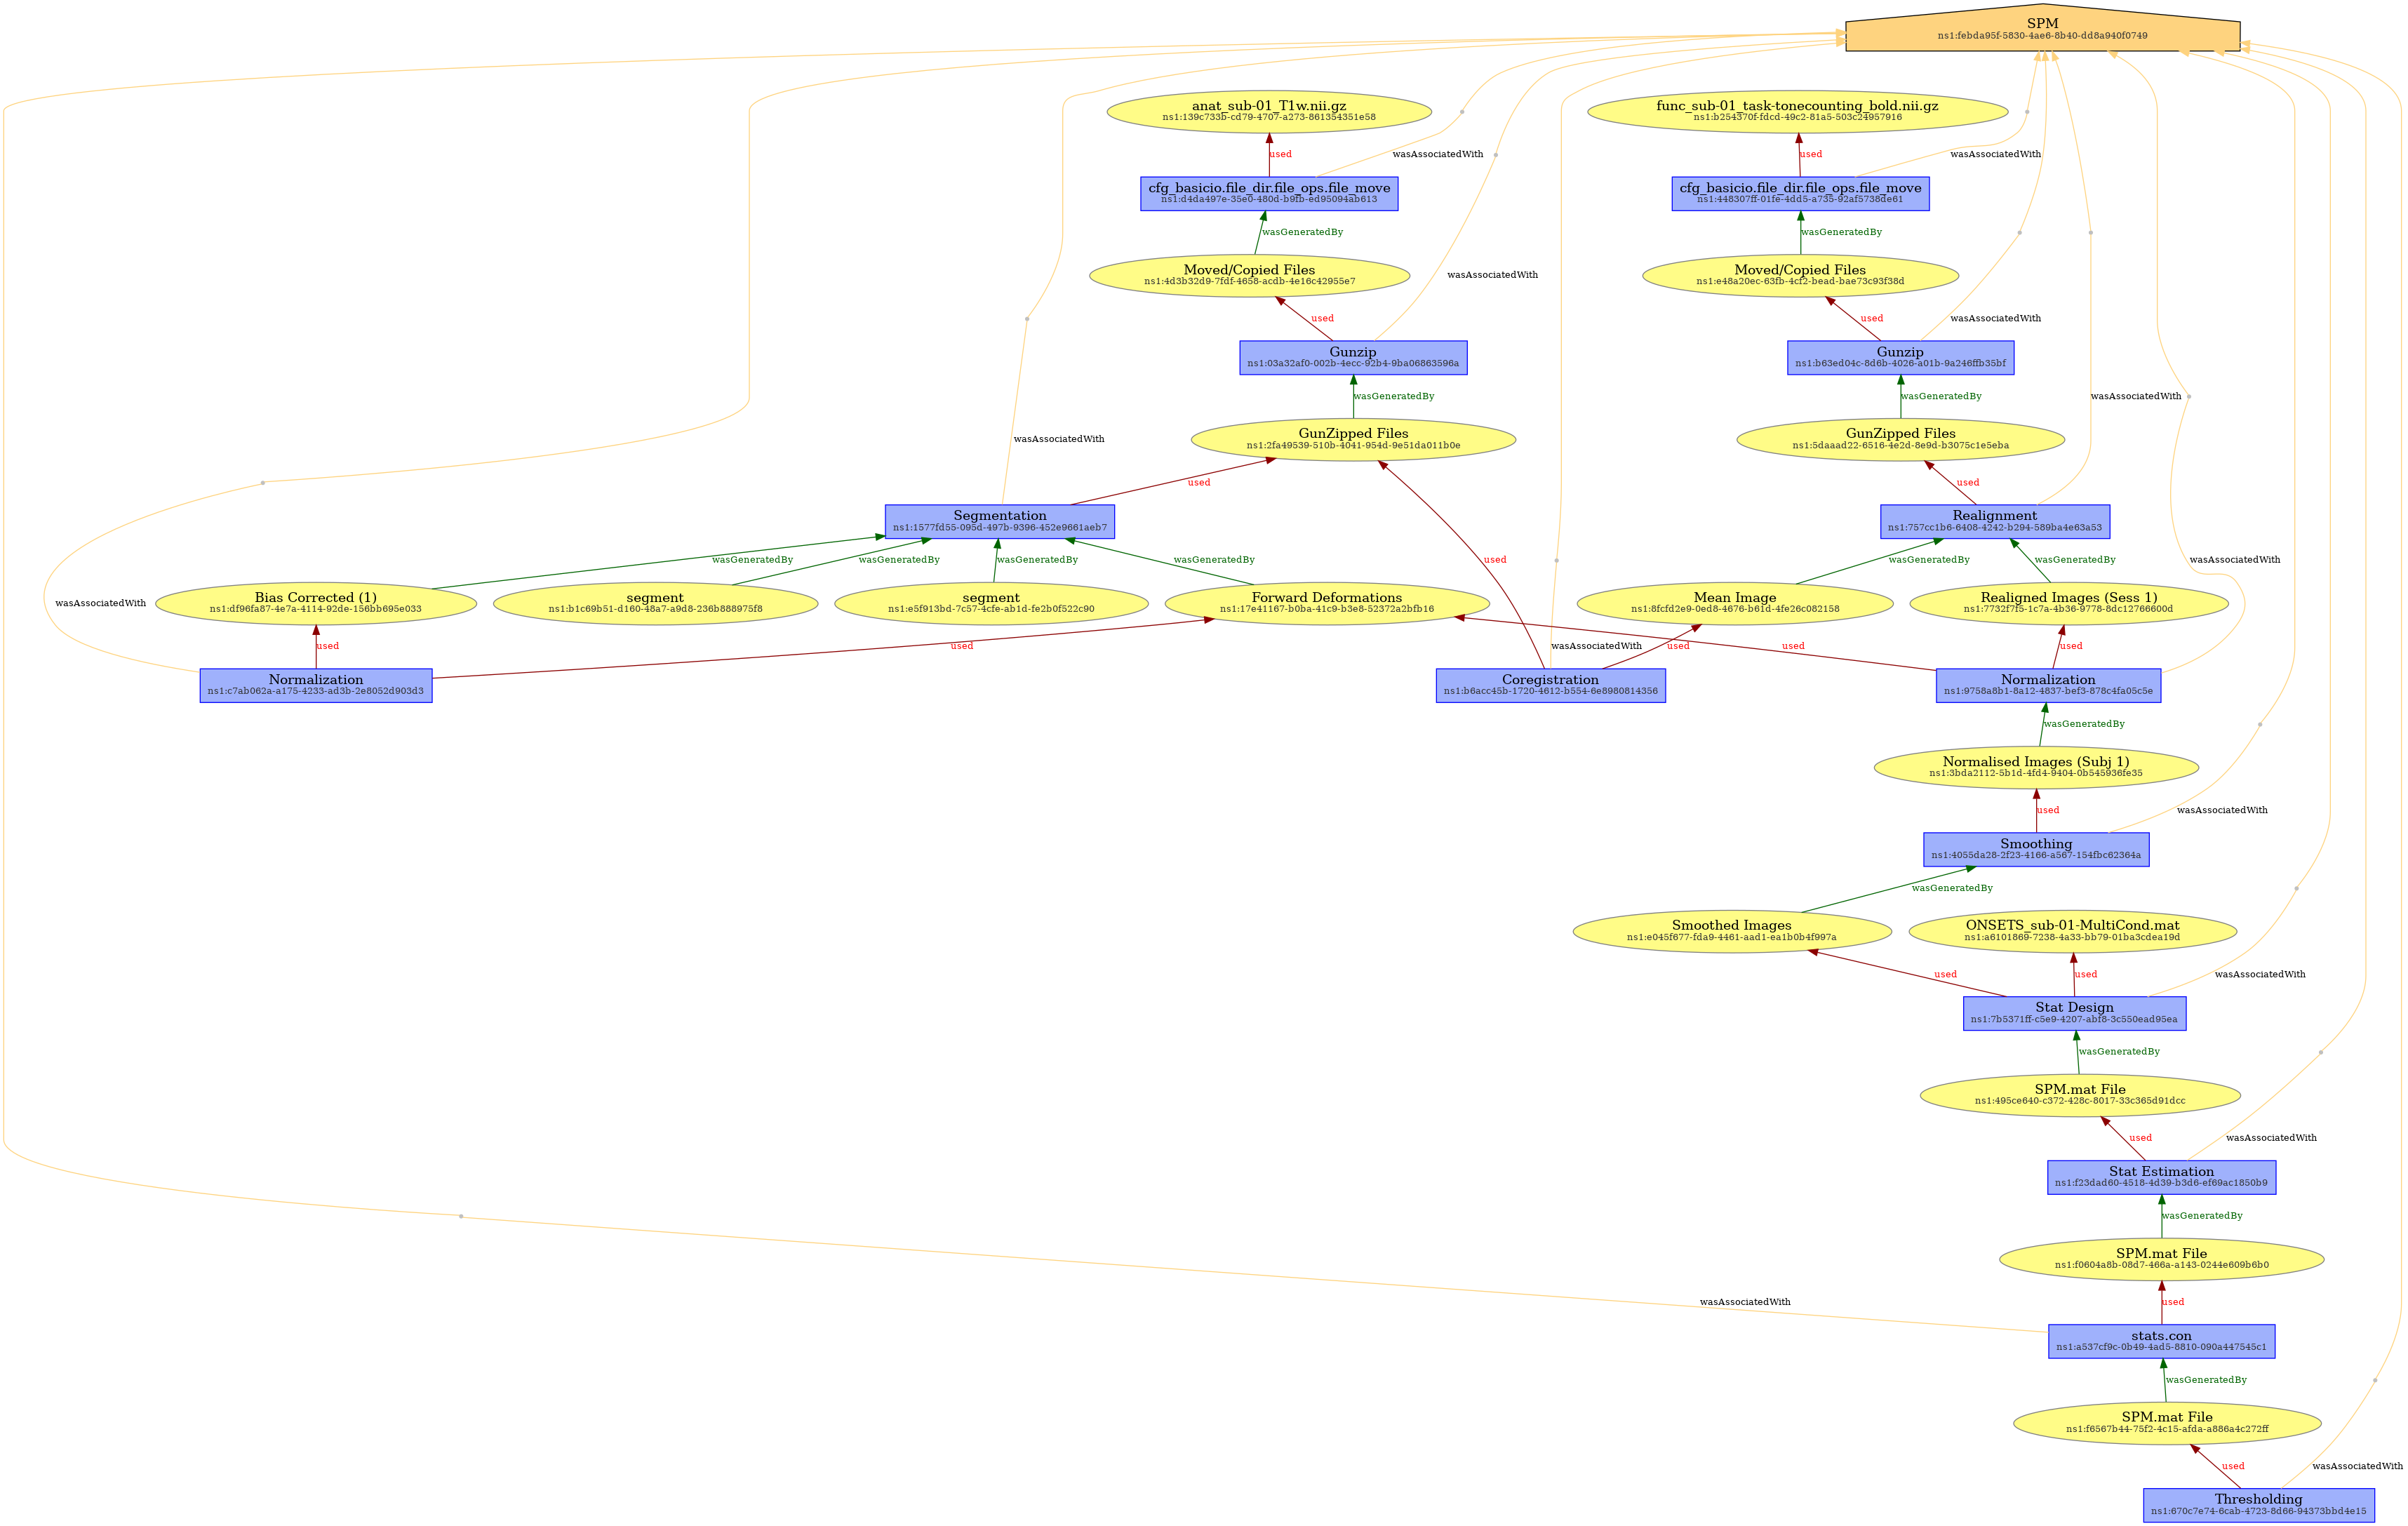 SPM
ns1:febda95f-5830-4ae6-8b40-dd8a940f0749
anat_sub-01_T1w.nii.gz
ns1:139c733b-cd79-4707-a273-861354351e58
func_sub-01_task-tonecounting_bold.nii.gz
ns1:b254370f-fdcd-49c2-81a5-503c24957916
used
wasAssociatedWith
used
wasAssociatedWith
cfg_basicio.file_dir.file_ops.file_move
ns1:d4da497e-35e0-480d-b9fb-ed95094ab613
cfg_basicio.file_dir.file_ops.file_move
ns1:448307ff-01fe-4dd5-a735-92af5738de61
wasGeneratedBy
wasGeneratedBy
Moved/Copied Files
ns1:4d3b32d9-7fdf-4658-acdb-4e16c42955e7
wasAssociatedWith
Moved/Copied Files
ns1:e48a20ec-63fb-4cf2-bead-bae73c93f38d
used
used
wasAssociatedWith
Gunzip
ns1:03a32af0-002b-4ecc-92b4-9ba06863596a
Gunzip
ns1:b63ed04c-8d6b-4026-a01b-9a246ffb35bf
wasGeneratedBy
wasGeneratedBy
wasAssociatedWith
wasAssociatedWith
GunZipped Files
ns1:2fa49539-510b-4041-954d-9e51da011b0e
GunZipped Files
ns1:5daaad22-6516-4e2d-8e9d-b3075c1e5eba
used
used
Segmentation
ns1:1577fd55-095d-497b-9396-452e9661aeb7
Realignment
ns1:757cc1b6-6408-4242-b294-589ba4e63a53
wasGeneratedBy
wasGeneratedBy
wasGeneratedBy
wasGeneratedBy
used
wasGeneratedBy
wasGeneratedBy
wasAssociatedWith
wasAssociatedWith
Bias Corrected (1)
ns1:df96fa87-4e7a-4114-92de-156bb695e033
segment
ns1:b1c69b51-d160-48a7-a9d8-236b888975f8
segment
ns1:e5f913bd-7c57-4cfe-ab1d-fe2b0f522c90
Forward Deformations
ns1:17e41167-b0ba-41c9-b3e8-52372a2bfb16
Mean Image
ns1:8fcfd2e9-0ed8-4676-b61d-4fe26c082158
Realigned Images (Sess 1)
ns1:7732f7f5-1c7a-4b36-9778-8dc12766600d
used
used
wasAssociatedWith
used
used
used
Normalization
ns1:c7ab062a-a175-4233-ad3b-2e8052d903d3
Coregistration
ns1:b6acc45b-1720-4612-b554-6e8980814356
Normalization
ns1:9758a8b1-8a12-4837-bef3-878c4fa05c5e
wasGeneratedBy
Normalised Images (Subj 1)
ns1:3bda2112-5b1d-4fd4-9404-0b545936fe35
used
wasAssociatedWith
Smoothing
ns1:4055da28-2f23-4166-a567-154fbc62364a
wasGeneratedBy
Smoothed Images
ns1:e045f677-fda9-4461-aad1-ea1b0b4f997a
ONSETS_sub-01-MultiCond.mat
ns1:a6101869-7238-4a33-bb79-01ba3cdea19d
used
used
wasAssociatedWith
Stat Design
ns1:7b5371ff-c5e9-4207-abf8-3c550ead95ea
wasGeneratedBy
SPM.mat File
ns1:495ce640-c372-428c-8017-33c365d91dcc
used
wasAssociatedWith
Stat Estimation
ns1:f23dad60-4518-4d39-b3d6-ef69ac1850b9
wasGeneratedBy
SPM.mat File
ns1:f0604a8b-08d7-466a-a143-0244e609b6b0
wasAssociatedWith
used
stats.con
ns1:a537cf9c-0b49-4ad5-8810-090a447545c1
wasGeneratedBy
SPM.mat File
ns1:f6567b44-75f2-4c15-afda-a886a4c272ff
used
wasAssociatedWith
Thresholding
ns1:670c7e74-6cab-4723-8d66-94373bbd4e15